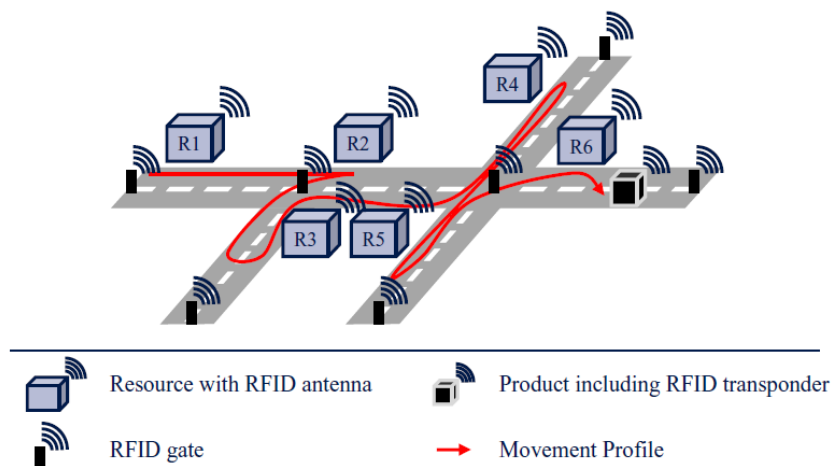 R4
R1
R2
R6
R3
R5
Resource with RFID antenna
Product including RFID transponder
RFID gate
Movement Profile